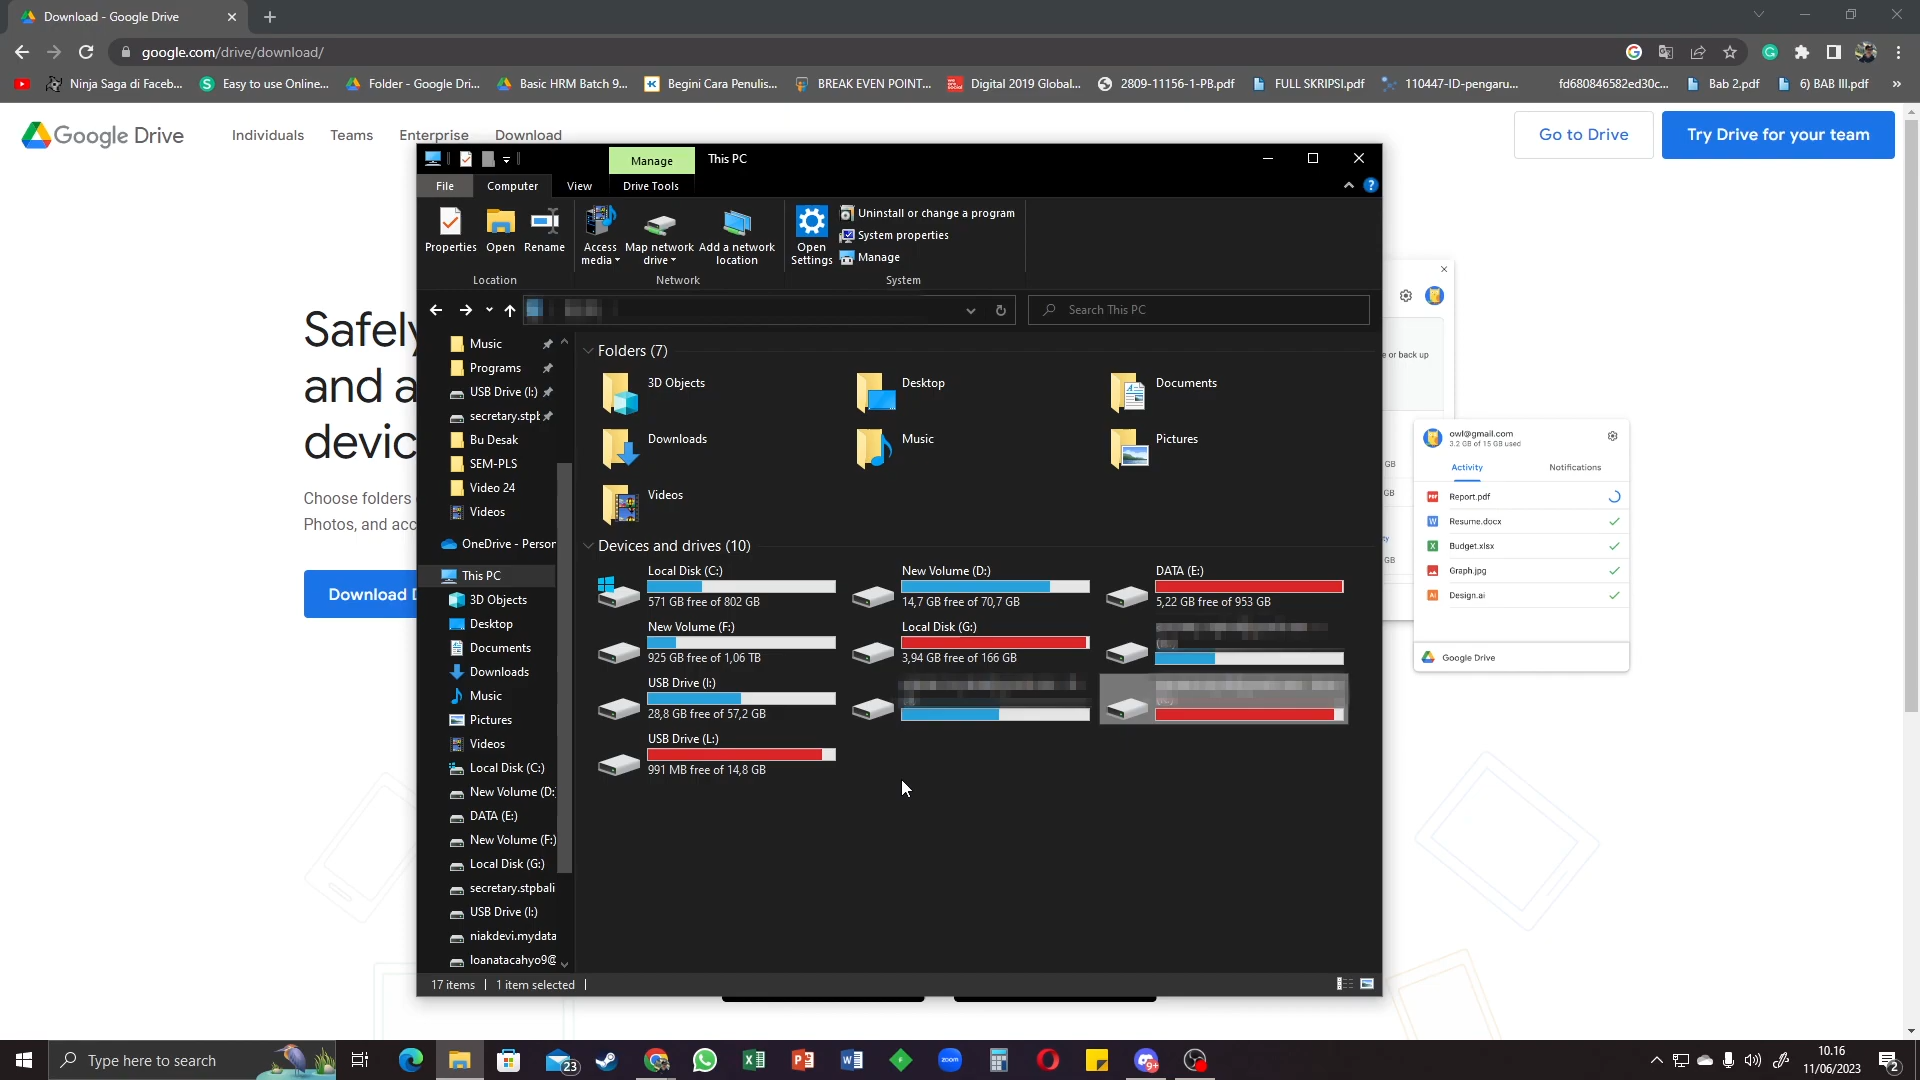 Download - Google Drive
google.com/drive/download/
Ninja Saga di Faceb...
Easy to use Online...
Folder - Google Dri...
Basic HRM Batch 9...
Begini Cara Penulis...
BREAK EVEN POINT...
Digital 2019 Global...
2809-11156-1-PB.pdf
FULL SKRIPSI.pdf
110447-ID-pengaru...
fd680846582ed30c...
Bab 2.pdf
6) BAB III.pdf
»
Google Drive
Individuals
Teams
Enterprise
Download
Go to Drive
Try Drive for your team
Manage
This PC
File
Computer
View
Drive Tools
Properties
Open
Rename
Access media
Map network drive
Add a network location
Open Settings
Uninstall or change a program
System properties
Manage
Location
Network
System
Search This PC
Safely
and a
devic
Choose folders
Photos, and acc
Download D
Music
Programs
USB Drive (I:)
secretary.stpb
Bu Desak
SEM-PLS
Video 24
Videos
OneDrive - Person
This PC
3D Objects
Desktop
Documents
Downloads
Music
Pictures
Videos
Local Disk (C:)
New Volume (D:
DATA (E:)
New Volume (F:)
Local Disk (G:)
secretary.stpbali
USB Drive (I:)
niakdevi.mydata
loanatacahyo9@
Folders (7)
3D Objects
Desktop
Documents
Downloads
Music
Pictures
Videos
Devices and drives (10)
Local Disk (C:)
571 GB free of 802 GB
New Volume (D:)
14,7 GB free of 70,7 GB
DATA (E:)
5,22 GB free of 953 GB
New Volume (F:)
925 GB free of 1,06 TB
Local Disk (G:)
3,94 GB free of 166 GB
USB Drive (I:)
28,8 GB free of 57,2 GB
USB Drive (L:)
991 MB free of 14,8 GB
17 items
1 item selected
e or back up
GB
GB
ty
GB
owl@gmail.com
3.2 GB of 15 GB used
Activity
Notifications
Report.pdf
Resume.docx
Budget.xlsx
Graph.jpg
Design.ai
Google Drive
Type here to search
23
zoom
9+
10.16
11/06/2023
2